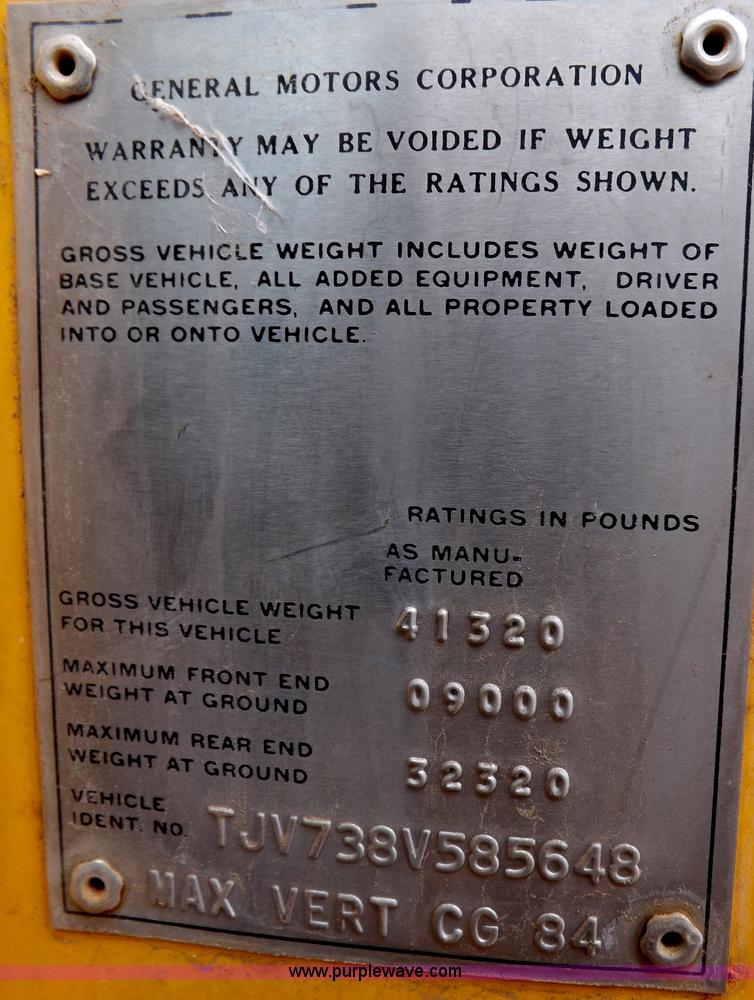 GENERAL MOTORS CORPORATION
WARRANTY MAY BE VOIDED IF WEIGHT
EXCEEDS ANY OF THE RATINGS SHOWN.
GROSS VEHICLE WEIGHT INCLUDES WEIGHT OF
BASE VEHICLE, ALL ADDED EQUIPMENT, DRIVER
AND PASSENGERS, AND ALL PROPERTY LOADED
INTO OR ONTO VEHICLE.
RATINGS IN POUNDS
AS MANU-
FACTURED
GROSS VEHICLE WEIGHT
FOR THIS VEHICLE 41320
MAXIMUM FRONT END
WEIGHT AT GROUND 09000
MAXIMUM REAR END
WEIGHT AT GROUND 32320
VEHICLE
IDENT. NO. TJV738V585648
MAX VERT CG 84
www.purplewave.com